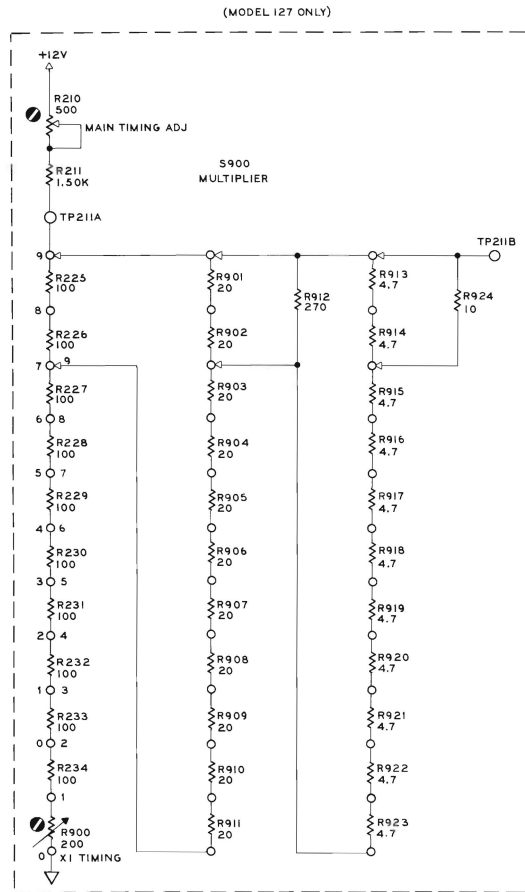 (MODEL 127 ONLY)
+12V
R210
500
MAIN TIMING ADJ
R211
1.50K
S900
MULTIPLIER
TP211A
TP211B
9
R225
100
R901
20
R912
270
R913
4.7
R924
10
8
R226
100
R902
20
R914
4.7
7 9
R227
100
R903
20
R915
4.7
6 8
R228
100
R904
20
R916
4.7
5 7
R229
100
R905
20
R917
4.7
4 6
R230
100
R906
20
R918
4.7
3 5
R231
100
R907
20
R919
4.7
2 4
R232
100
R908
20
R920
4.7
1 3
R233
100
R909
20
R921
4.7
0 2
R234
100
R910
20
R922
4.7
1
R900
200
R911
20
R923
4.7
0 X1 TIMING